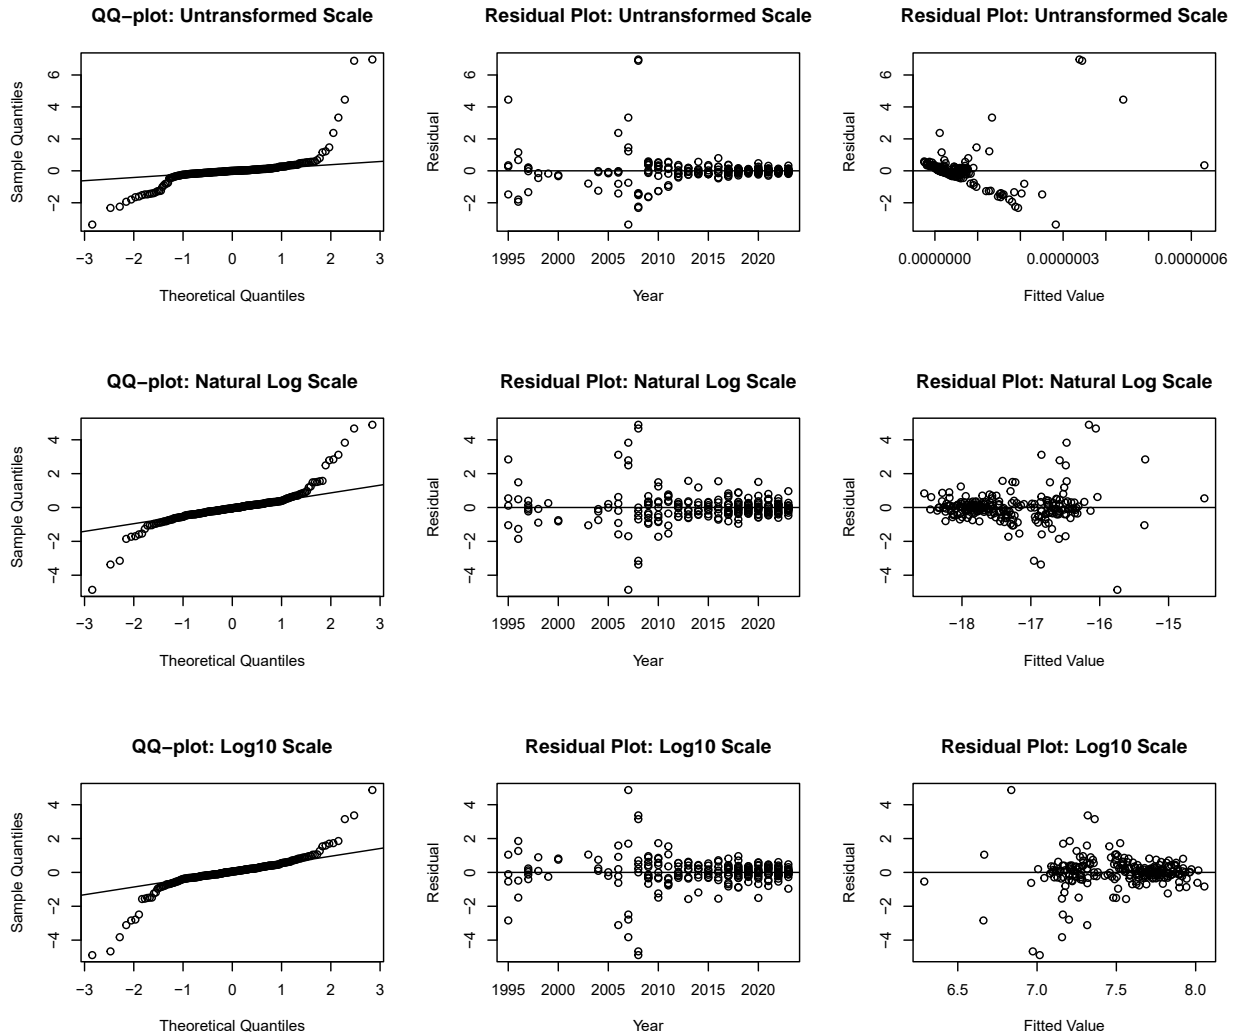 QQ−plot: Untransformed Scale
Sample Quantiles
6
4
2
0
−2
−3 −2 −1 0 1 2 3
Theoretical Quantiles
Residual Plot: Untransformed Scale
Residual
6
4
2
0
−2
1995 2000 2005 2010 2015 2020
Year
Residual Plot: Untransformed Scale
Residual
6
4
2
0
−2
0.0000000 0.0000003 0.0000006
Fitted Value
QQ−plot: Natural Log Scale
Sample Quantiles
4
2
0
−2
−4
−3 −2 −1 0 1 2 3
Theoretical Quantiles
Residual Plot: Natural Log Scale
Residual
4
2
0
−2
−4
1995 2000 2005 2010 2015 2020
Year
Residual Plot: Natural Log Scale
Residual
4
2
0
−2
−4
−18 −17 −16 −15
Fitted Value
QQ−plot: Log10 Scale
Sample Quantiles
4
2
0
−2
−4
−3 −2 −1 0 1 2 3
Theoretical Quantiles
Residual Plot: Log10 Scale
Residual
4
2
0
−2
−4
1995 2000 2005 2010 2015 2020
Year
Residual Plot: Log10 Scale
Residual
4
2
0
−2
−4
6.5 7.0 7.5 8.0
Fitted Value